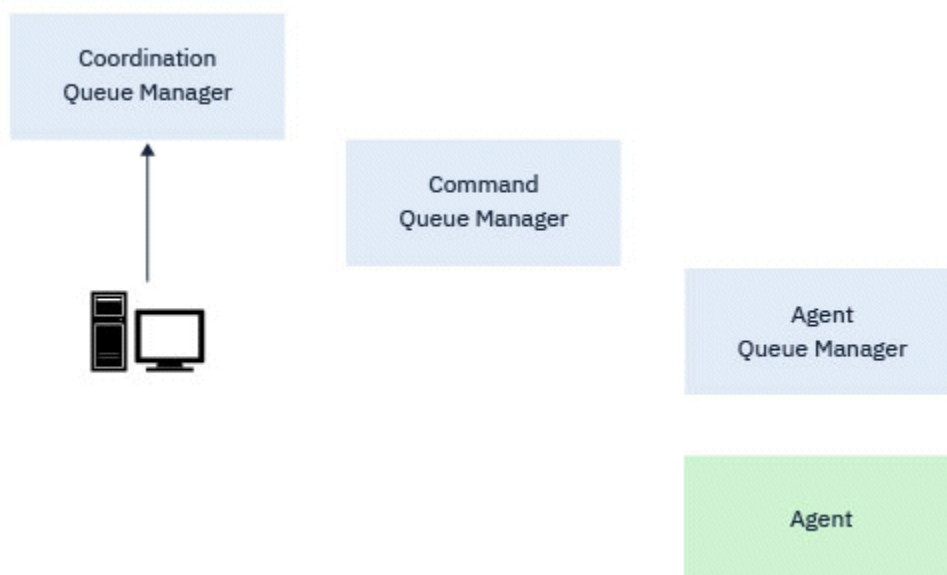 Coordination
Queue Manager
Command
Queue Manager
Agent
Queue Manager
Agent